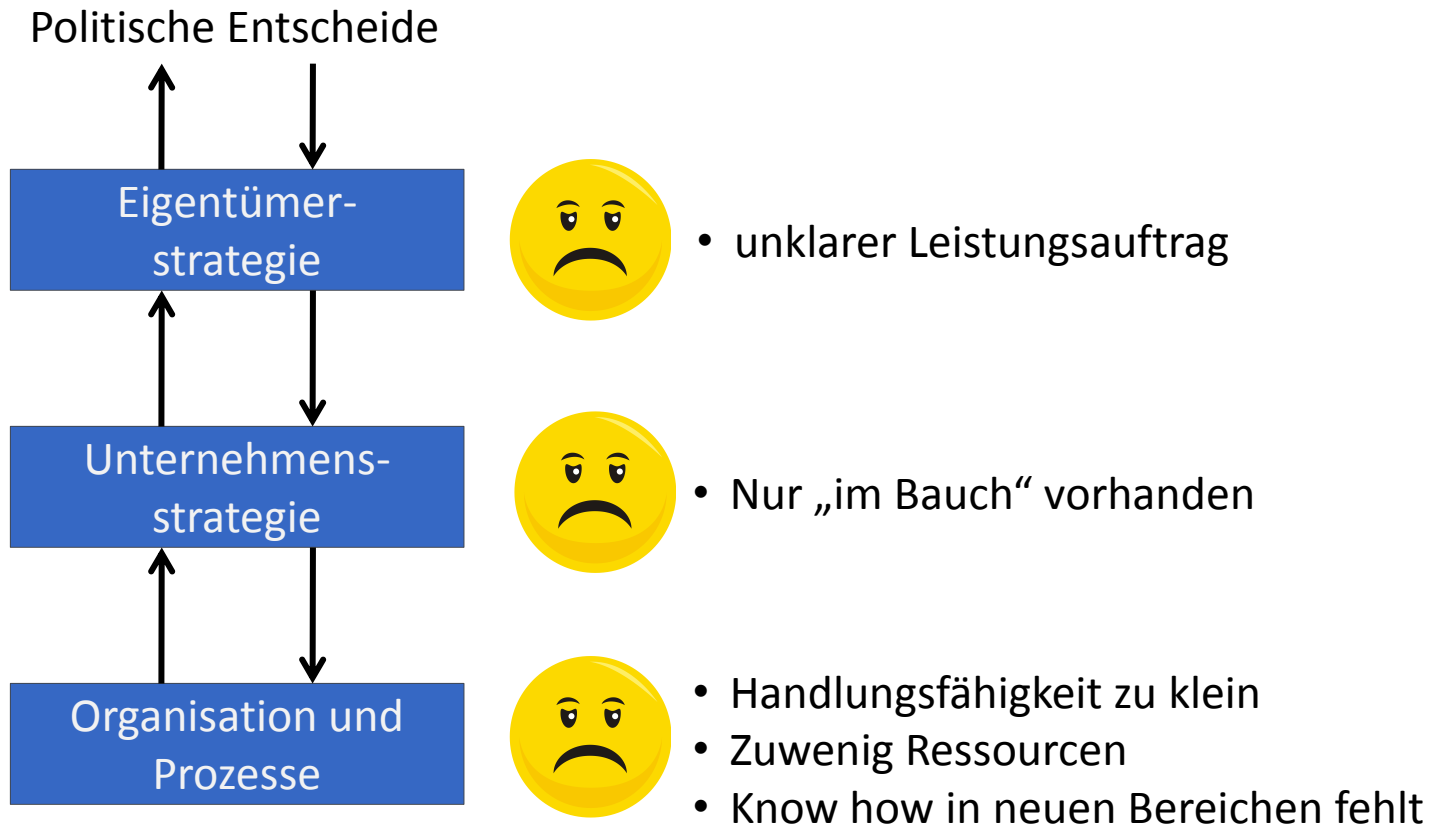 Politische Entscheide
Eigentümer-
strategie
• unklarer Leistungsauftrag
Unternehmens-
strategie
• Nur „im Bauch“ vorhanden
Organisation und
Prozesse
• Handlungsfähigkeit zu klein
• Zuwenig Ressourcen
• Know how in neuen Bereichen fehlt